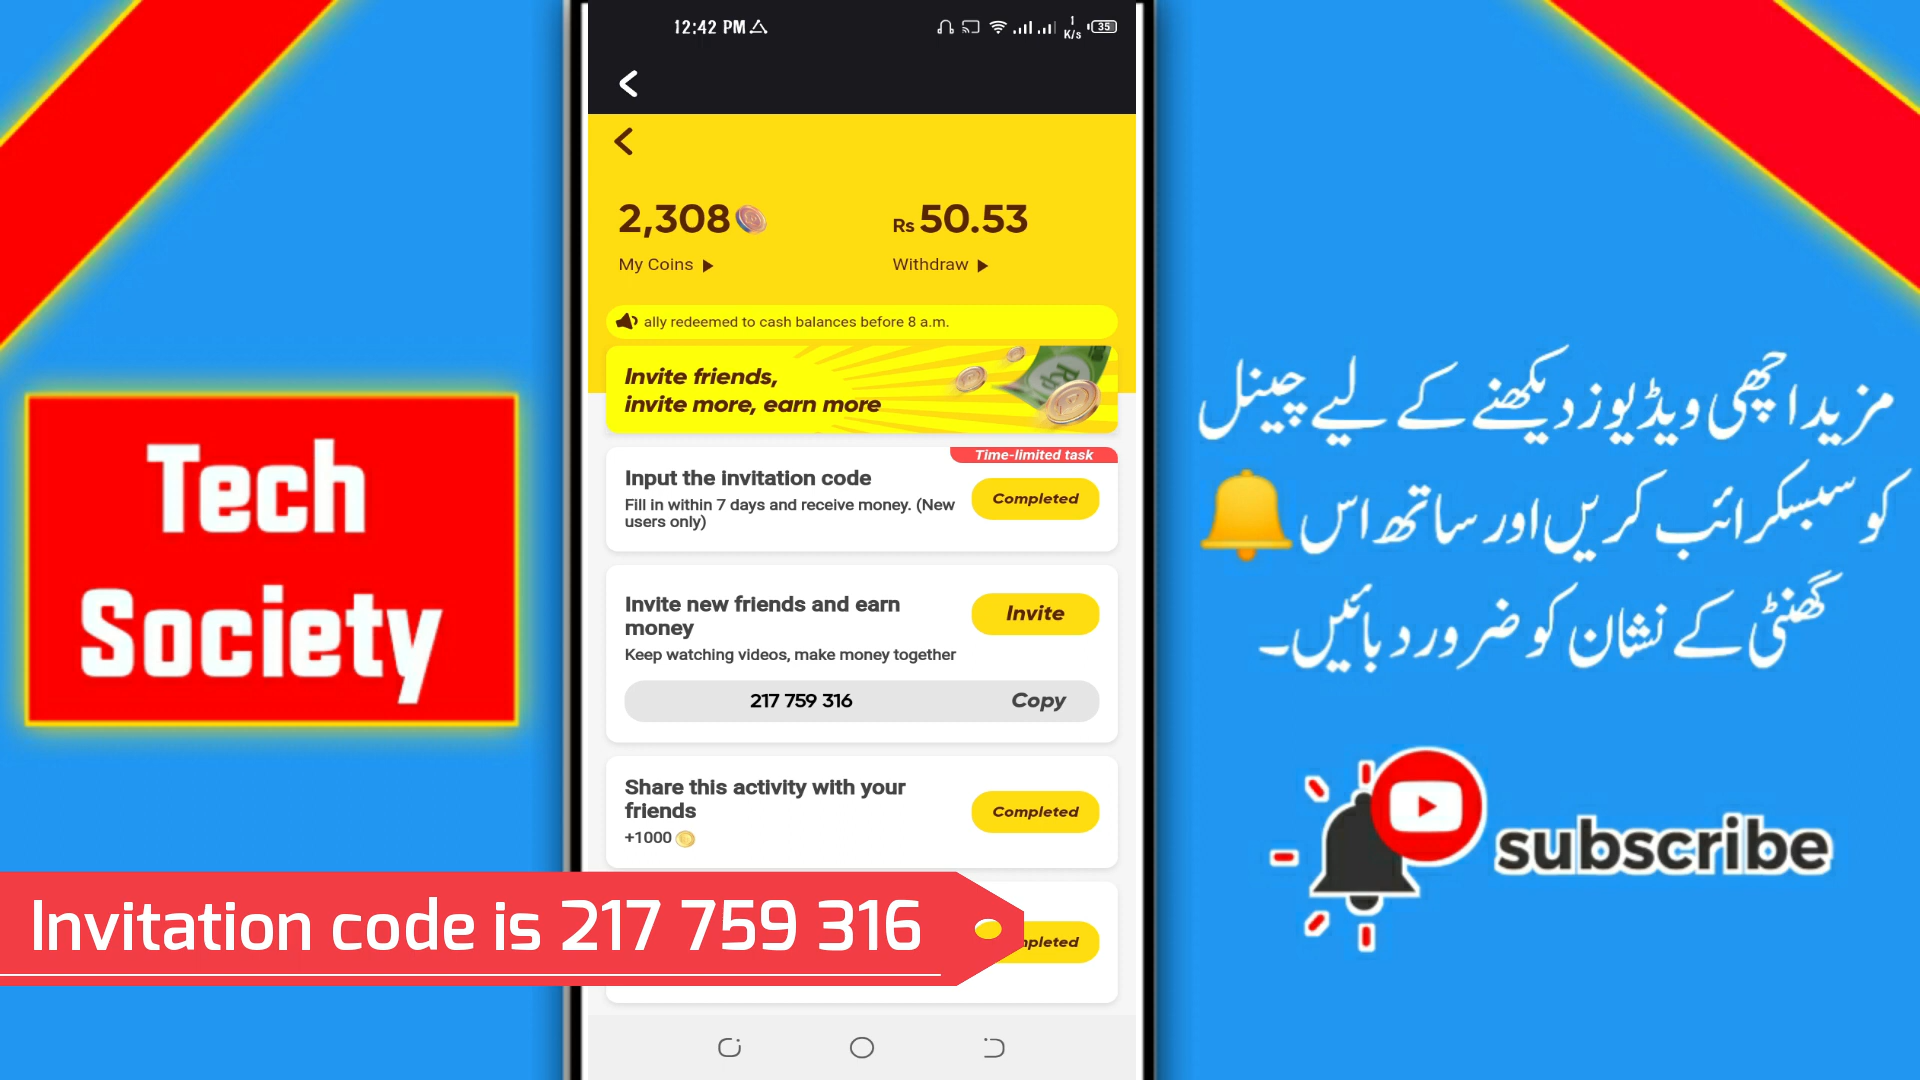 12:42 PM
1
K/s
35
2,308
Rs 50.53
My Coins
Withdraw
ally redeemed to cash balances before 8 a.m.
Invite friends,
invite more, earn more
Rp
Time-limited task
Input the invitation code
Fill in within 7 days and receive money. (New
users only)
Completed
Invite new friends and earn
money
Invite
Keep watching videos, make money together
217 759 316
Copy
Share this activity with your
friends
+1000
Completed
pleted
Tech
Society
مزید اچھی ویڈیوز دیکھنے کے لیے چینل
کو سبسکرائب کریں اور ساتھ اس
گھنٹی کے نشان کو ضرور دبائیں۔
subscribe
Invitation code is 217 759 316